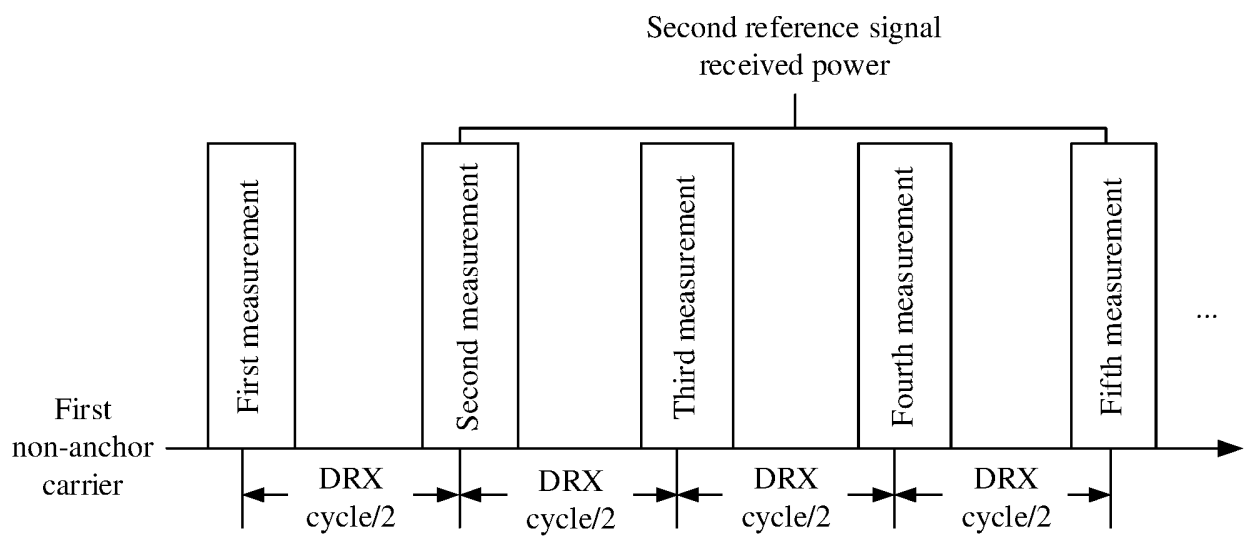 Second reference signal
received power
First measurement
Second measurement
Third measurement
Fourth measurement
Fifth measurement
...
First
non-anchor
carrier
DRX
cycle/2
DRX
cycle/2
DRX
cycle/2
DRX
cycle/2